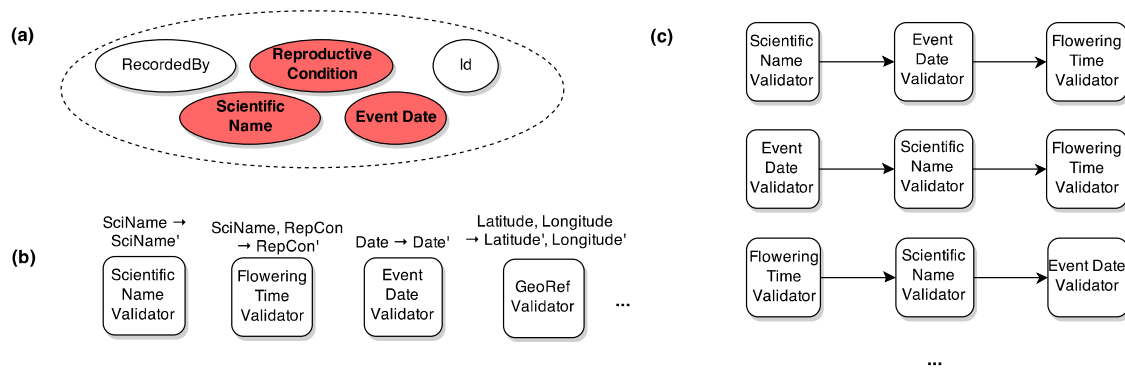 (a)
RecordedBy
Reproductive
Condition
Id
Scientific
Name
Event Date
(b)
SciName →
SciName'
Scientific
Name
Validator
SciName, RepCon
→ RepCon'
Flowering
Time
Validator
Date → Date'
Event
Date
Validator
Latitude, Longitude
→ Latitude', Longitude'
GeoRef
Validator
...
(c)
Scientific
Name
Validator
Event
Date
Validator
Flowering
Time
Validator
Event
Date
Validator
Scientific
Name
Validator
Flowering
Time
Validator
Flowering
Time
Validator
Scientific
Name
Validator
Event Date
Validator
...